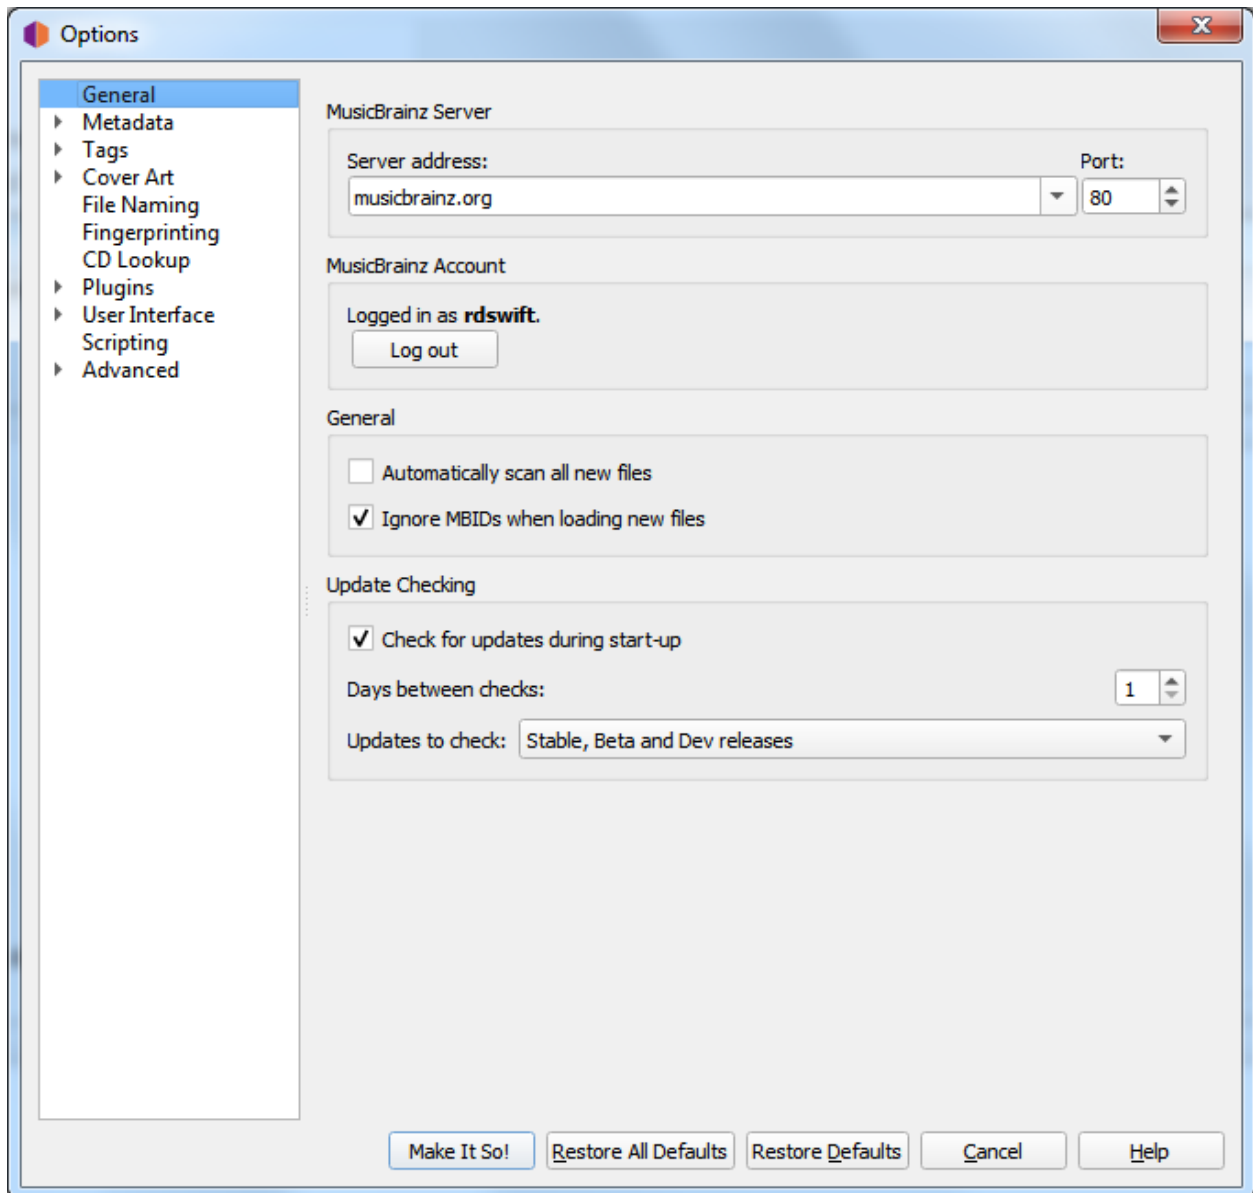 Options
General
Metadata
Tags
Cover Art
File Naming
Fingerprinting
CD Lookup
Plugins
User Interface
Scripting
Advanced
MusicBrainz Server
Server address: Port:
musicbrainz.org 80
MusicBrainz Account
Logged in as rdswift.
Log out
General
Automatically scan all new files
Ignore MBIDs when loading new files
Update Checking
Check for updates during start-up
Days between checks: 1
Updates to check: Stable, Beta and Dev releases
Make It So! Restore All Defaults Restore Defaults Cancel Help